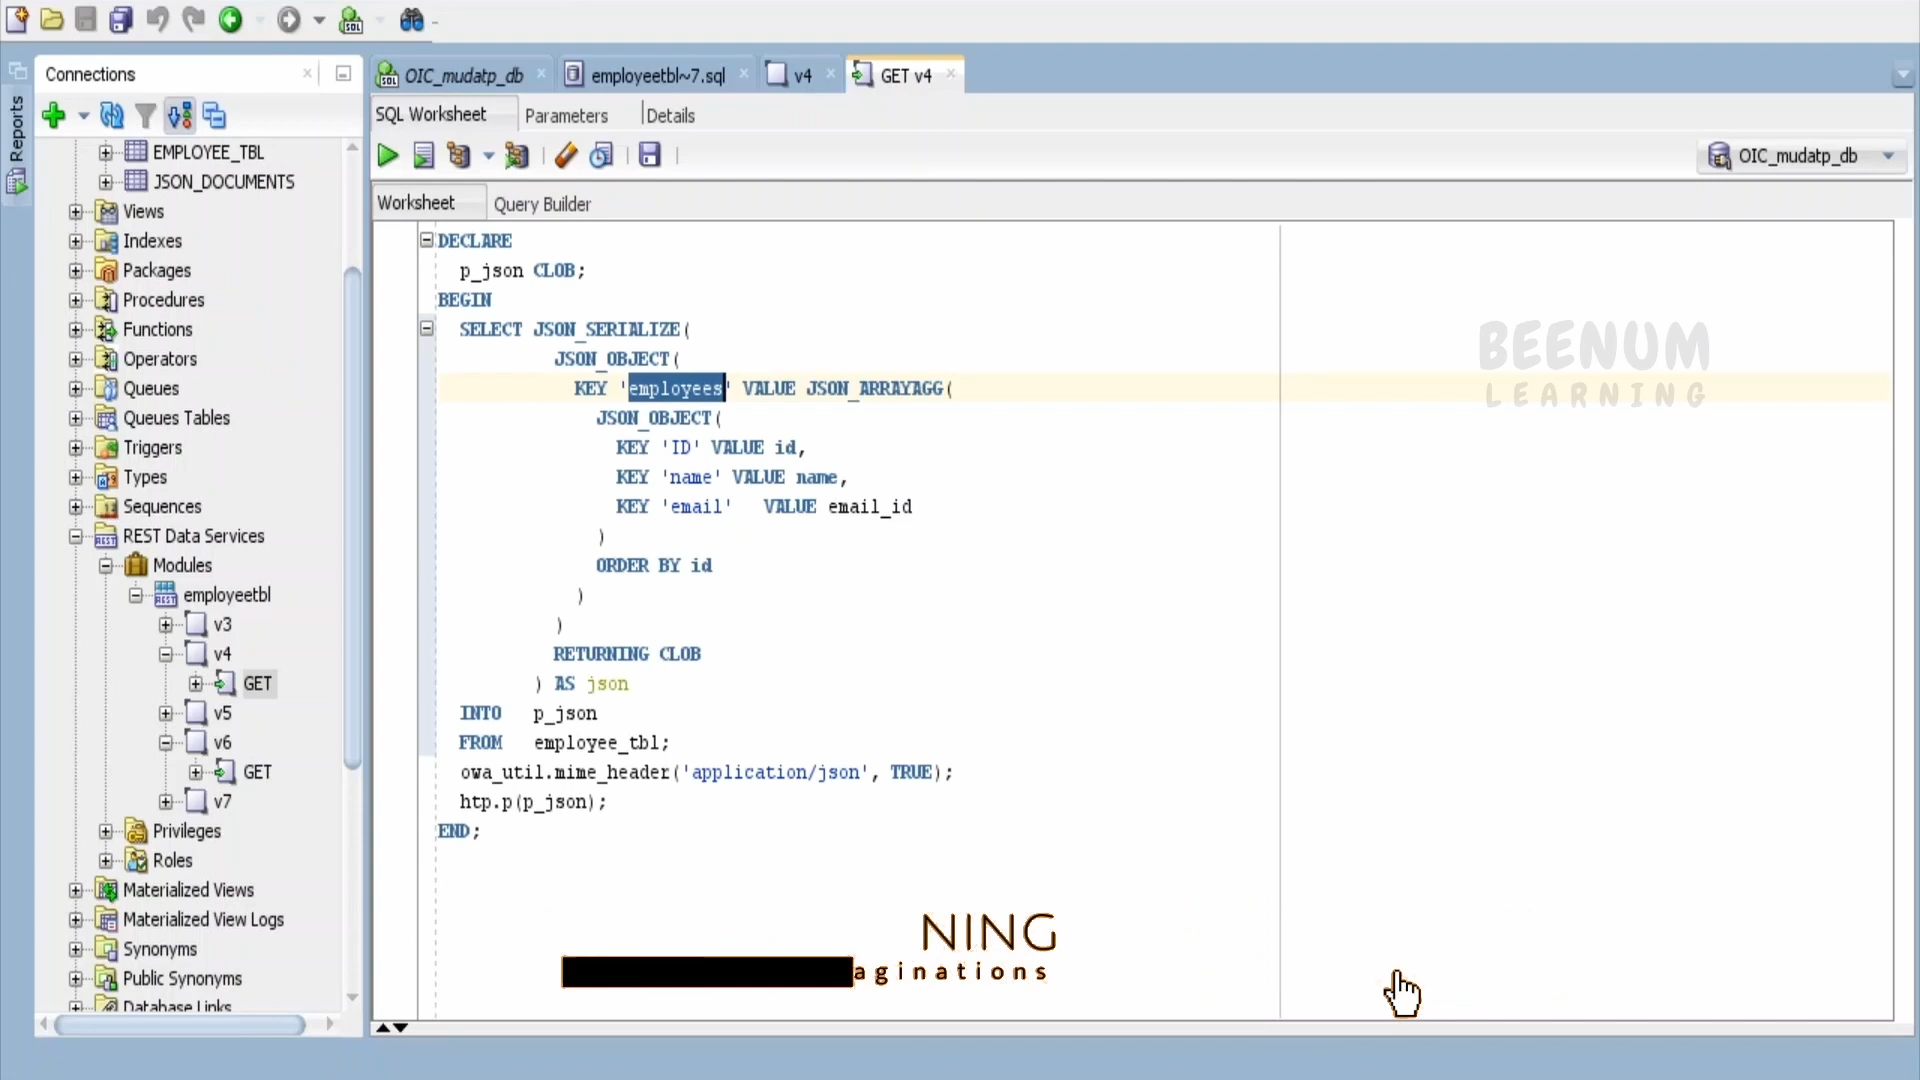 Connections
OIC_mudatp_db
employeetbl~7.sql
v4
GET v4
Reports
SQL Worksheet
Parameters
Details
OIC_mudatp_db
Worksheet
Query Builder
EMPLOYEE_TBL
JSON_DOCUMENTS
Views
Indexes
Packages
Procedures
Functions
Operators
Queues
Queues Tables
Triggers
Types
Sequences
REST Data Services
Modules
employeetbl
v3
v4
GET
v5
v6
GET
v7
Privileges
Roles
Materialized Views
Materialized View Logs
Synonyms
Public Synonyms
Database Links
DECLARE
p_json CLOB;
BEGIN
SELECT JSON_SERIALIZE(
JSON_OBJECT(
KEY 'employees' VALUE JSON_ARRAYAGG(
JSON_OBJECT(
KEY 'ID' VALUE id,
KEY 'name' VALUE name,
KEY 'email' VALUE email_id
)
ORDER BY id
)
)
RETURNING CLOB
) AS json
INTO p_json
FROM employee_tbl;
owa_util.mime_header('application/json', TRUE);
htp.p(p_json);
END;
BEENUM
LEARNING
NING
aginations